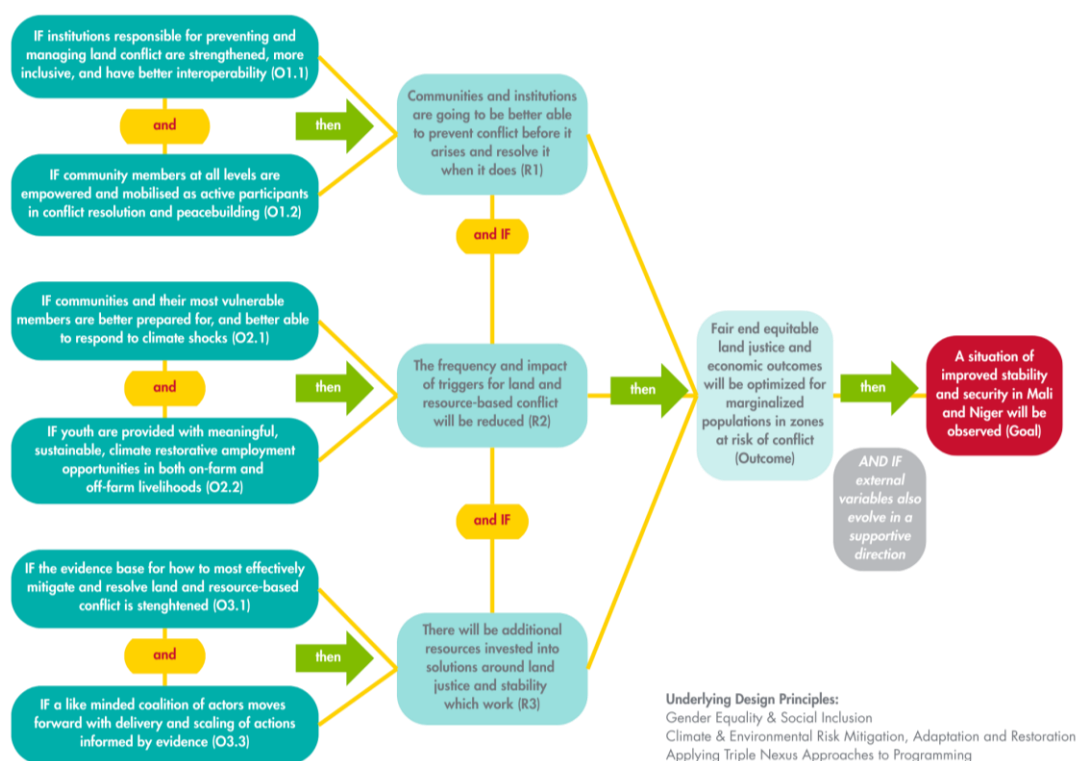 IF institutions responsible for preventing and
managing land conflict are strengthened, more
inclusive, and have better interoperability (O1.1)
and
then
IF community members at all levels are
empowered and mobilised as active participants
in conflict resolution and peacebuilding (O1.2)
Communities and institutions
are going to be better able
to prevent conflict before it
arises and resolve it
when it does (R1)
and IF
IF communities and their most vulnerable
members are better prepared for, and better able
to respond to climate shocks (O2.1)
and
then
IF youth are provided with meaningful,
sustainable, climate restorative amployment
opportunities in both on-farm and
off-farm livelihoods (O2.2)
The frequency and impact
of triggers for land and
resource-based conflict
will be reduced (R2)
and IF
IF the evidence base for how to most effectively
mitigate and resolve land and resource-based
conflict is stenghtened (O3.1)
and
then
IF a like minded coalition of actors moves
forward with delivery and scaling of actions
informed by evidence (O3.3)
There will be additional
resources invested into
solutions around land
justice and stability
which work (R3)
then
Fair end equitable
land justice and
economic outcomes
will be optimized for
marginalized
populations in zones
at risk of conflict
(Outcome)
then
AND IF
external
variables also
evolve in a
supportive
direction
A situation of
improved stability
and security in Mali
and Niger will be
observed (Goal)
Underlying Design Principles:
Gender Equality & Social Inclusion
Climate & Environmental Risk Mitigation, Adaptation and Restoration
Applying Triple Nexus Approaches to Programming